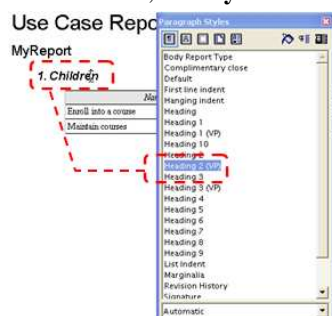 Use Case Repo
Paragraph Styles
MyReport
1. Children
Na
Enroll into a course
Maintain courses
Body Report Type
Complimentary close
Default
First line indent
Hanging indent
Heading
Heading 1
Heading 1 (VP)
Heading 10
Heading 2
Heading 2 (VP)
Heading 3
Heading 3 (VP)
Heading 4
Heading 5
Heading 6
Heading 7
Heading 8
Heading 9
List Indent
Marginalia
Revision History
Signature
Automatic